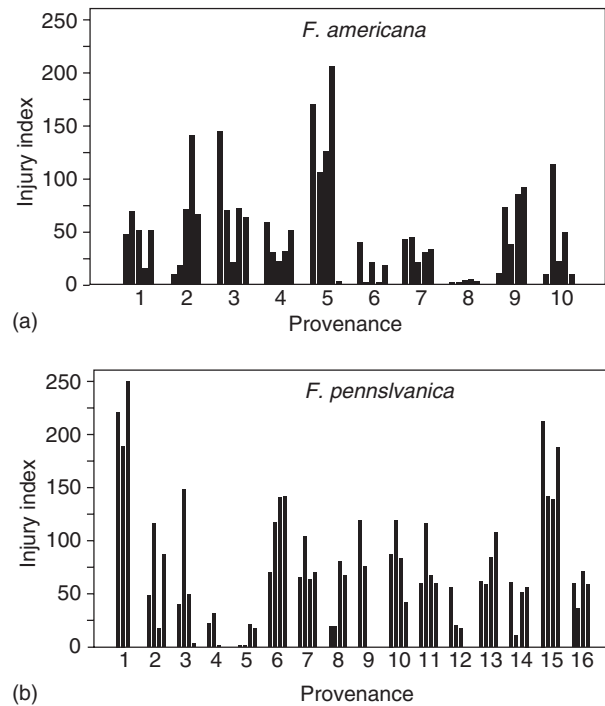 F. americana
Injury index
250
200
150
100
50
0
1 2 3 4 5 6 7 8 9 10
Provenance
(a)
F. pennslvanica
Injury index
250
200
150
100
50
0
1 2 3 4 5 6 7 8 9 10 11 12 13 14 15 16
Provenance
(b)